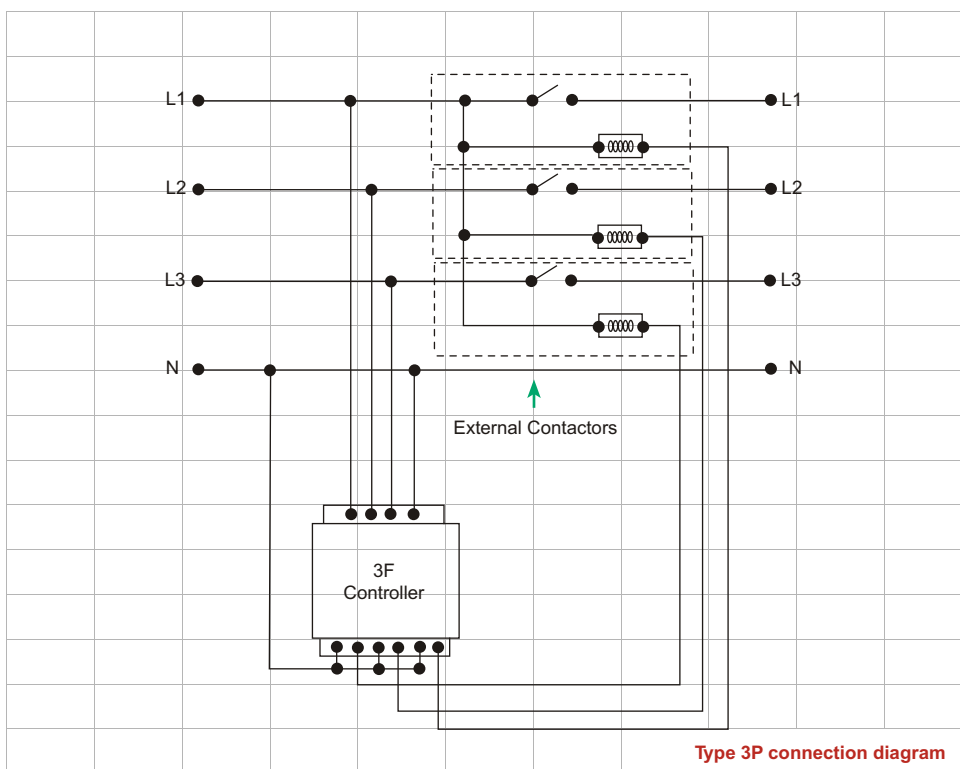 L1 L1
L2 L2
L3 L3
N N
External Contactors
3F
Controller
Type 3P connection diagram